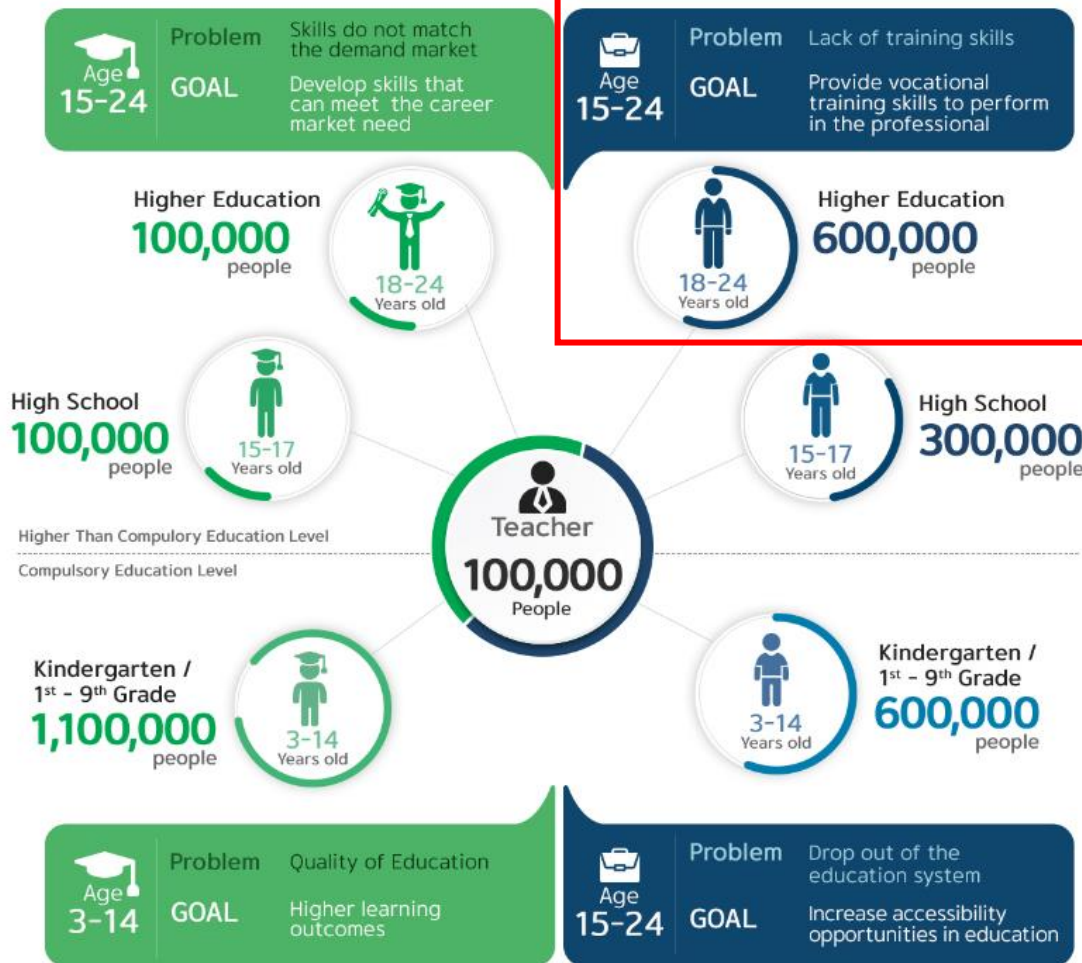 Age
15-24
Problem Skills do not match
the demand market
GOAL Develop skills that
can meet the career
market need
Age
15-24
Problem Lack of training skills
GOAL Provide vocational
training skills to perform
in the professional
Higher Education
100,000
people
18-24
Years old
18-24
Years old
Higher Education
600,000
people
High School
100,000
people
15-17
Years old
15-17
Years old
High School
300,000
people
Higher Than Compulory Education Level
Compulsory Education Level
Teacher
100,000
People
Kindergarten /
1st - 9th Grade
1,100,000
people
3-14
Years old
3-14
Years old
Kindergarten /
1st - 9th Grade
600,000
people
Age
3-14
Problem Quality of Education
GOAL Higher learning
outcomes
Age
15-24
Problem Drop out of the
education system
GOAL Increase accessibility
opportunities in education